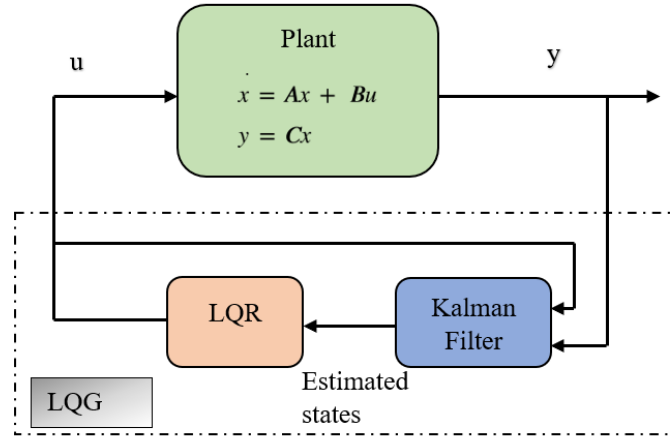 Plant
u
y
ẋ = Ax + Bu
y = Cx
LQR
Kalman
Filter
Estimated
states
LQG